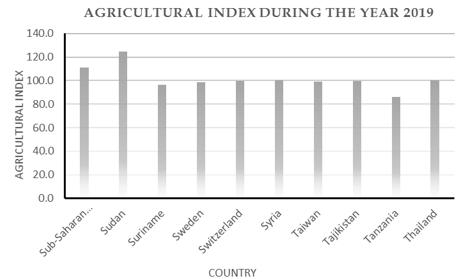 AGRICULTURAL INDEX DURING THE YEAR 2019
AGRICULTURAL INDEX
140.0
120.0
100.0
80.0
60.0
40.0
20.0
0.0
Sub-Saharan...
Sudan
Suriname
Sweden
Switzerland
Syria
Taiwan
Tajikistan
Tanzania
Thailand
COUNTRY